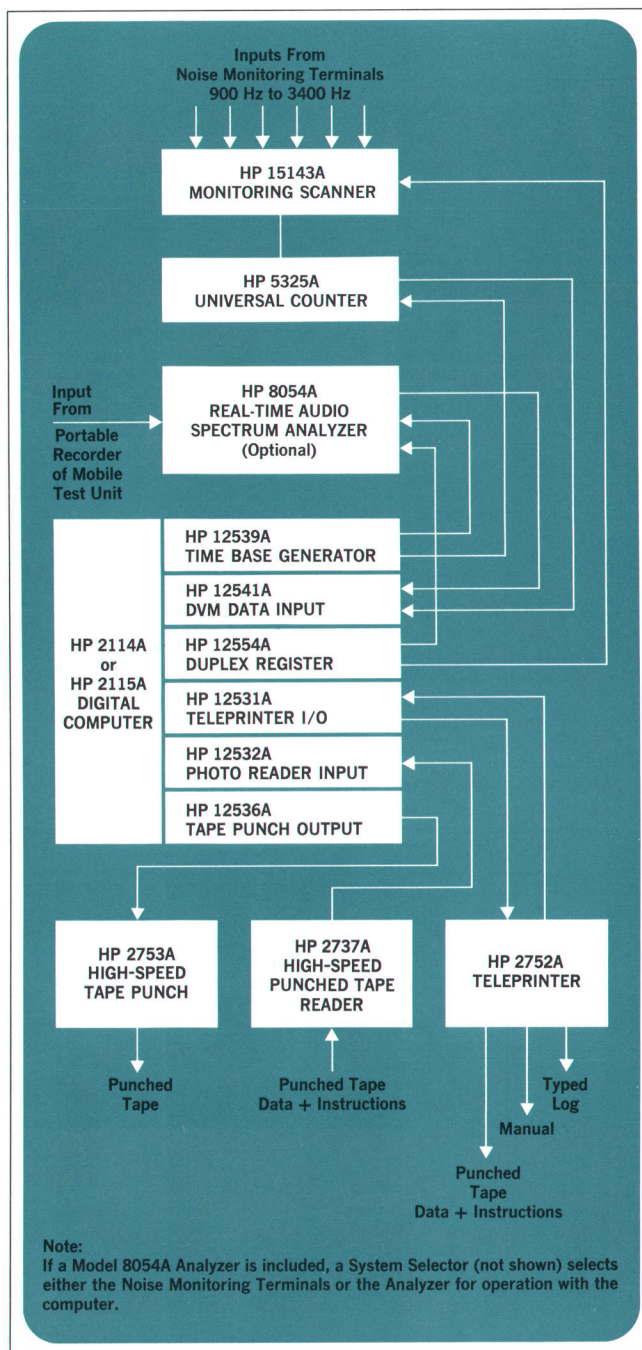 Inputs From
Noise Monitoring Terminals
900 Hz to 3400 Hz
HP 15143A
MONITORING SCANNER
HP 5325A
UNIVERSAL COUNTER
Input
From
Portable
Recorder
of Mobile
Test Unit
HP 8054A
REAL-TIME AUDIO
SPECTRUM ANALYZER
(Optional)
HP 2114A
or
HP 2115A
DIGITAL
COMPUTER
HP 12539A
TIME BASE GENERATOR
HP 12541A
DVM DATA INPUT
HP 12554A
DUPLEX REGISTER
HP 12531A
TELEPRINTER I/O
HP 12532A
PHOTO READER INPUT
HP 12536A
TAPE PUNCH OUTPUT
HP 2753A
HIGH-SPEED
TAPE PUNCH
HP 2737A
HIGH-SPEED
PUNCHED TAPE
READER
HP 2752A
TELEPRINTER
Punched
Tape
Punched Tape
Data + Instructions
Typed
Log
Manual
Punched
Tape
Data + Instructions
Note:
If a Model 8054A Analyzer is included, a System Selector (not shown) selects
either the Noise Monitoring Terminals or the Analyzer for operation with the
computer.